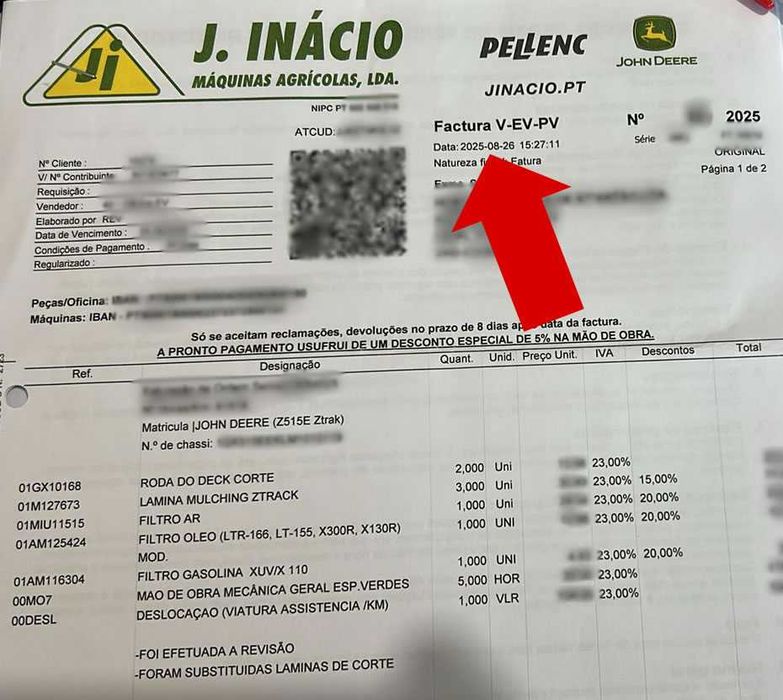 Ji
J. INÁCIO
MÁQUINAS AGRÍCOLAS, LDA.
PELLENC
JOHN DEERE
JINACIO.PT
NIPC PT
ATCUD:
Factura V-EV-PV
Nº 2025
Data: 2025-08-26 15:27:11
Série
Natureza Fatura
ORIGINAL
Página 1 de 2
Nº Cliente :
V/ Nº Contribuinte
Requisição :
Vendedor :
Elaborado por REV
Data de Vencimento :
Condições de Pagamento .
Regularizado :
Peças/Oficina: IBAN
Máquinas: IBAN -
Só se aceitam reclamações, devoluções no prazo de 8 dias data da factura.
A PRONTO PAGAMENTO USUFRUI DE UM DESCONTO ESPECIAL DE 5% NA MÃO DE OBRA.
Ref. Designação Quant. Unid. Preço Unit. IVA Descontos Total
Matricula |JOHN DEERE (Z515E Ztrak)
N.º de chassi:
01GX10168 RODA DO DECK CORTE 2,000 Uni 23,00%
01M127673 LAMINA MULCHING ZTRACK 3,000 Uni 23,00% 15,00%
01MIU11515 FILTRO AR 1,000 Uni 23,00% 20,00%
01AM125424 FILTRO OLEO (LTR-166, LT-155, X300R, X130R) 1,000 UNI 23,00% 20,00%
MOD.
01AM116304 FILTRO GASOLINA XUV/X 110 1,000 UNI 23,00% 20,00%
00MO7 MAO DE OBRA MECÂNICA GERAL ESP.VERDES 5,000 HOR 23,00%
00DESL DESLOCAÇAO (VIATURA ASSISTENCIA /KM) 1,000 VLR 23,00%
-FOI EFETUADA A REVISÃO
-FORAM SUBSTITUIDAS LAMINAS DE CORTE